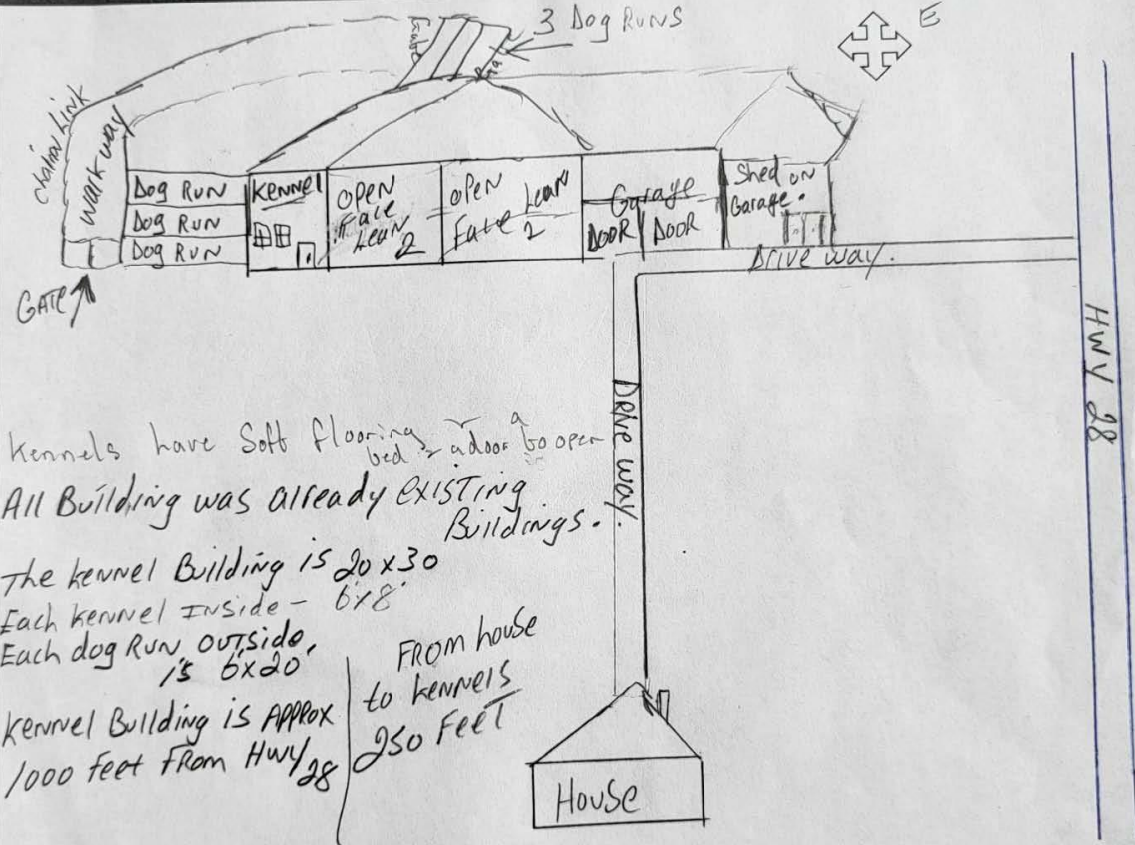 3 Dog Runs
E
Gate
Gate
chain Link
walk way
Dog Run
Dog Run
Dog Run
GATE
Kennel
OPEN
Face
Lean
2
OPEN Lean
Face 2
Garage
DOOR DOOR
Shed on
Garage.
Drive way.
HWY 28
Drive way.
Kennels have Soft flooring
bed & a door to open
All Building was already existing
Buildings.
The kennel Building is 20 x 30
Each kennel Inside - 6x8'
Each dog Run outside,
is 6x20'
Kennel Building is APPROX
1000 feet FRom Hwy 28
FRom house
to kennels
250 Feet
House